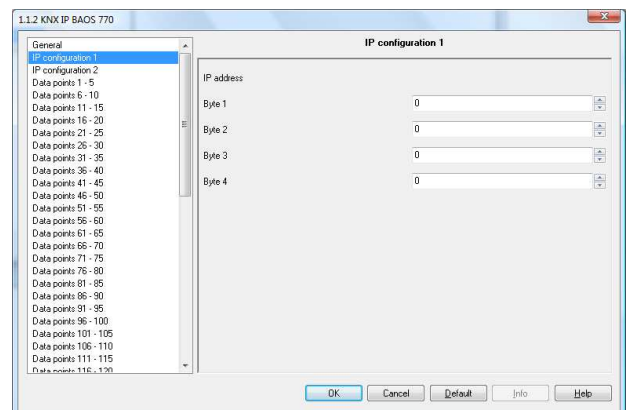 1.1.2 KNX IP BAOS 770
General
IP configuration 1
IP configuration 2
Data points 1 - 5
Data points 6 - 10
Data points 11 - 15
Data points 16 - 20
Data points 21 - 25
Data points 26 - 30
Data points 31 - 35
Data points 36 - 40
Data points 41 - 45
Data points 46 - 50
Data points 51 - 55
Data points 56 - 60
Data points 61 - 65
Data points 66 - 70
Data points 71 - 75
Data points 76 - 80
Data points 81 - 85
Data points 86 - 90
Data points 91 - 95
Data points 96 - 100
Data points 101 - 105
Data points 106 - 110
Data points 111 - 115
Data points 116 - 120
IP configuration 1
IP address
Byte 1 0
Byte 2 0
Byte 3 0
Byte 4 0
OK Cancel Default Info Help